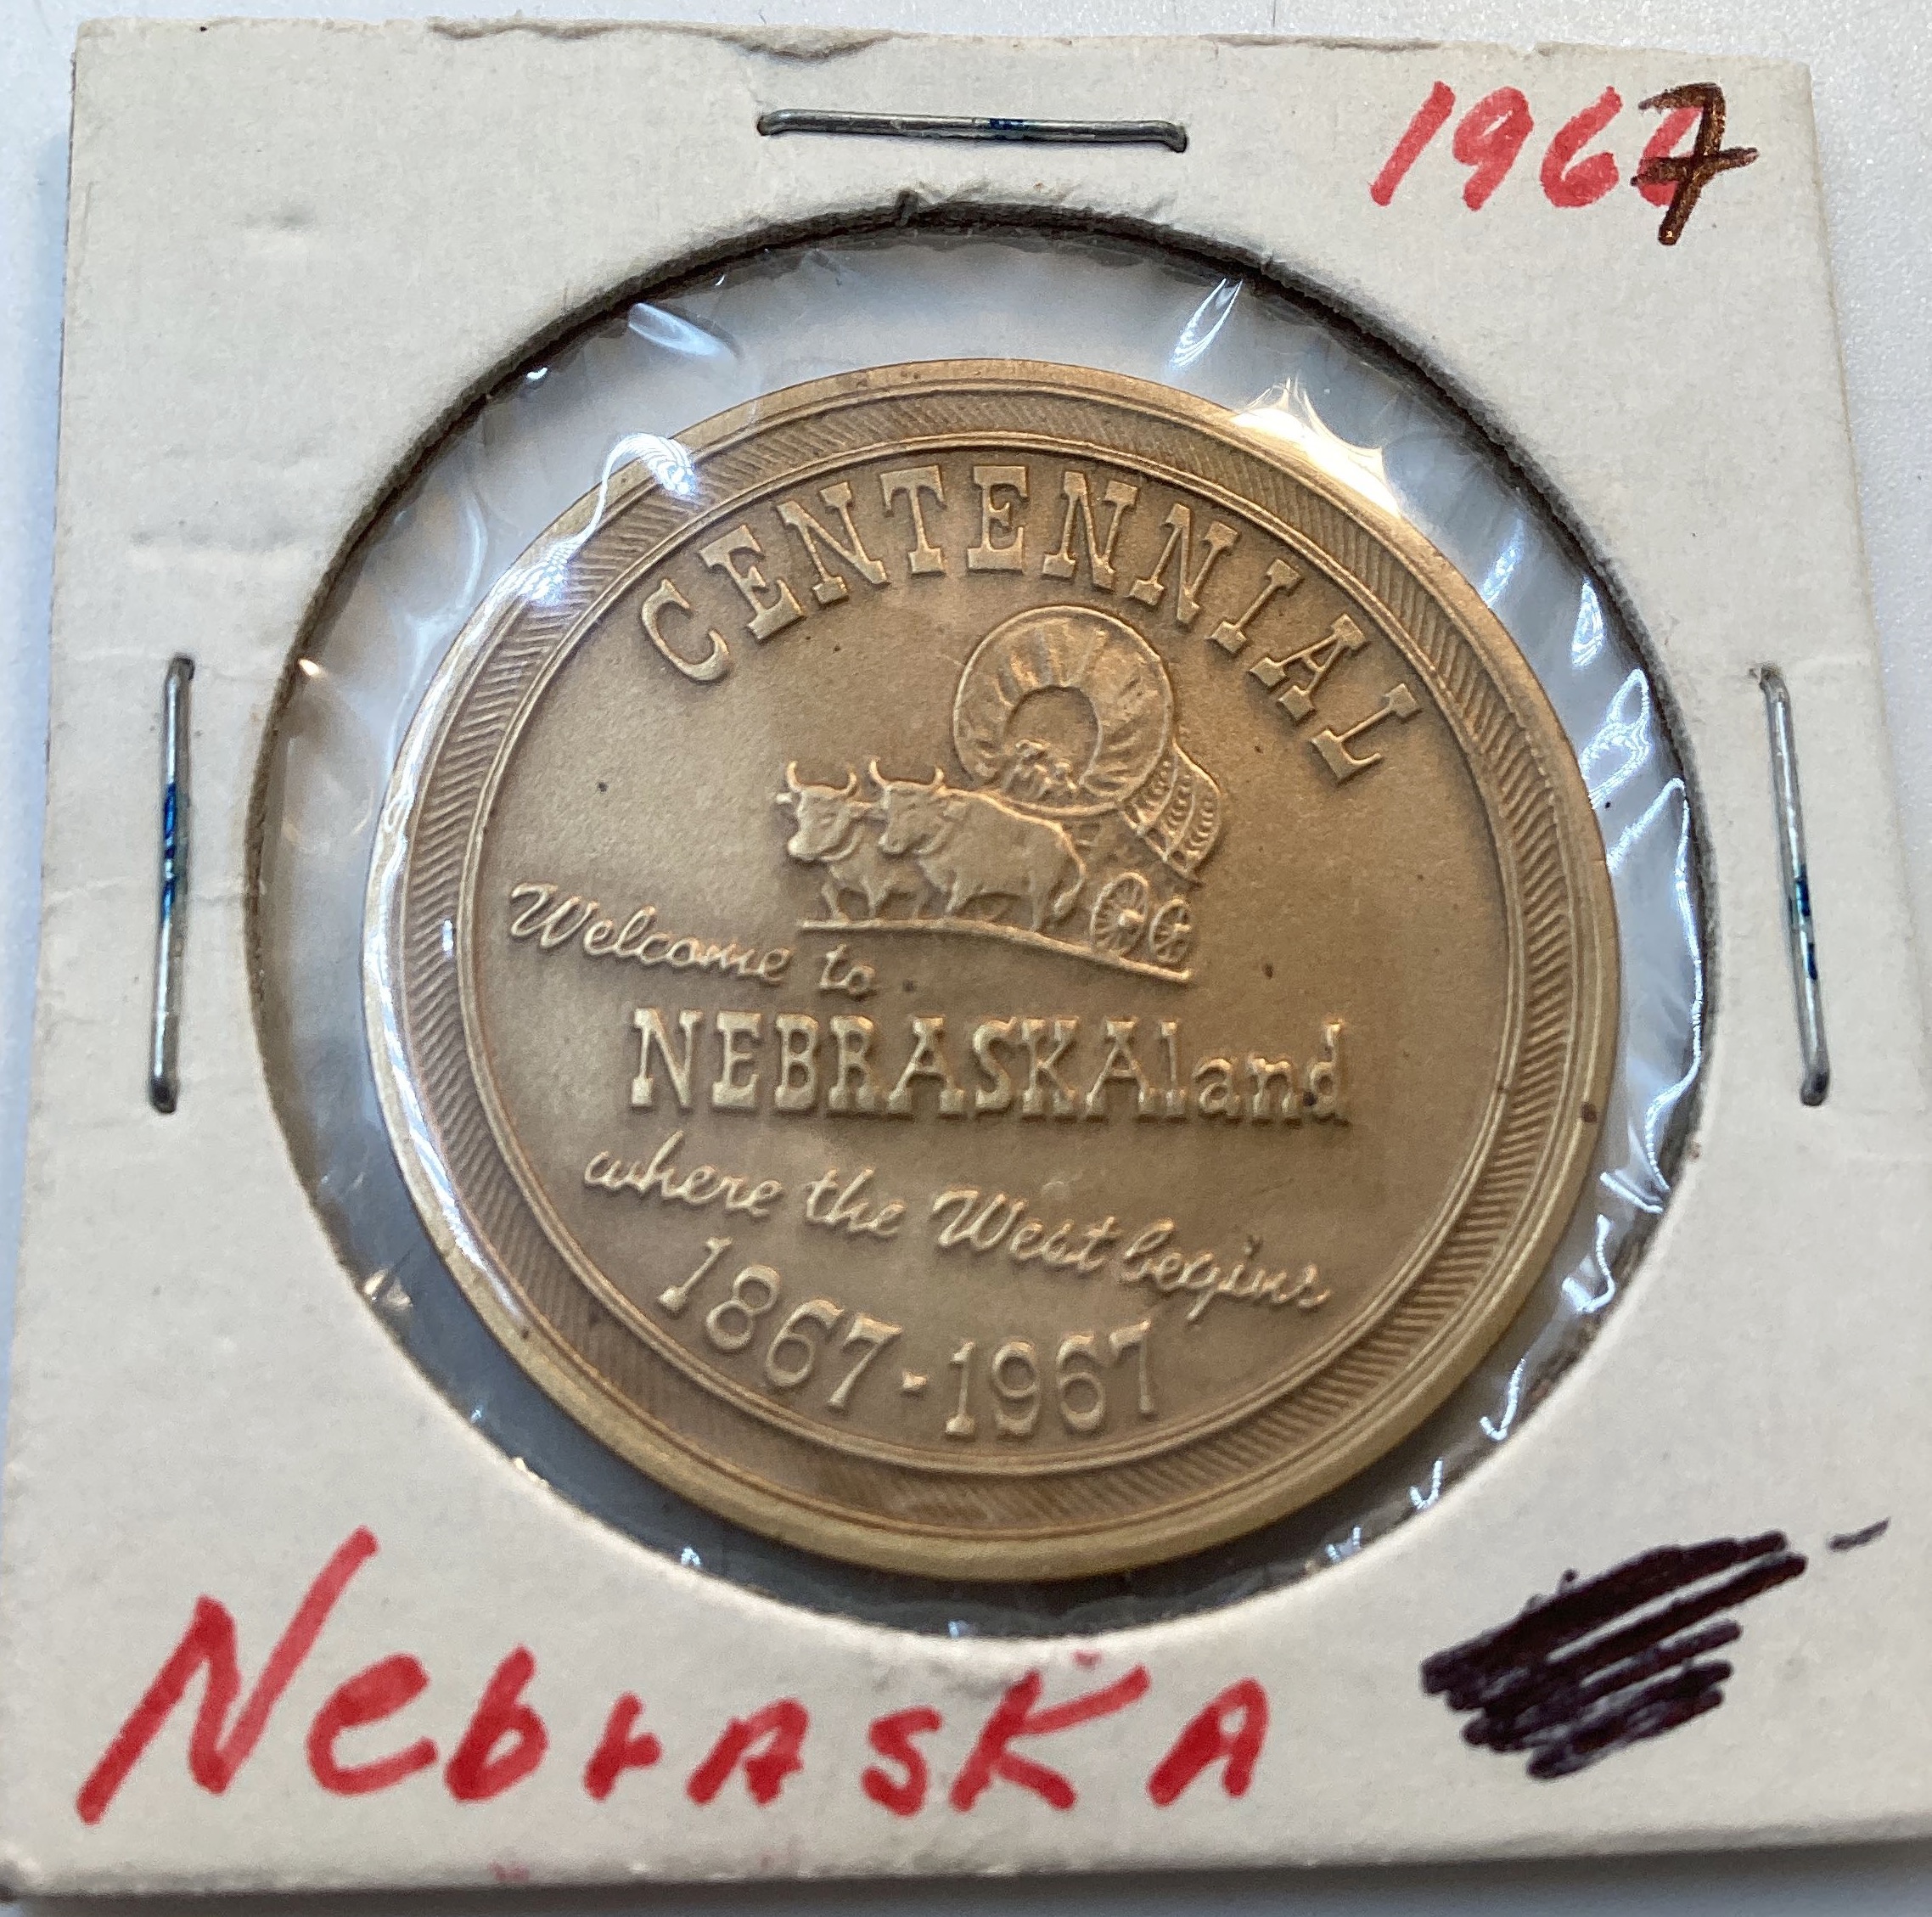 1967
CENTENNIAL
Welcome to
NEBRASKAland
where the West begins
1867-1967
NebrASKA